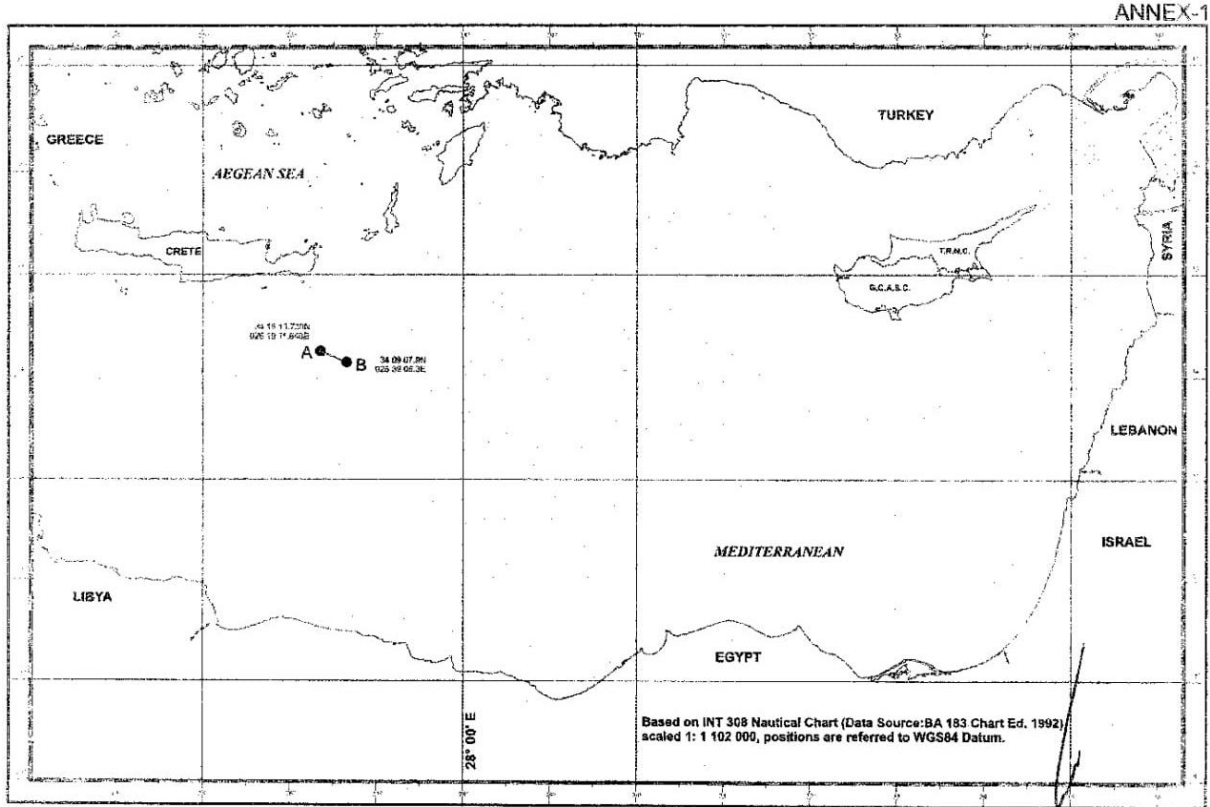 ANNEX-1
GREECE
AEGEAN SEA
TURKEY
CRETE
T.R.N.C.
G.C.A.S.C.
SYRIA
A
B
34 09 07.9N
026 39 06.3E
LEBANON
MEDITERRANEAN
ISRAEL
LIBYA
EGYPT
28° 00' E
Based on INT 308 Nautical Chart (Data Source:BA 183 Chart Ed. 1992)
scaled 1: 1 102 000, positions are referred to WGS84 Datum.